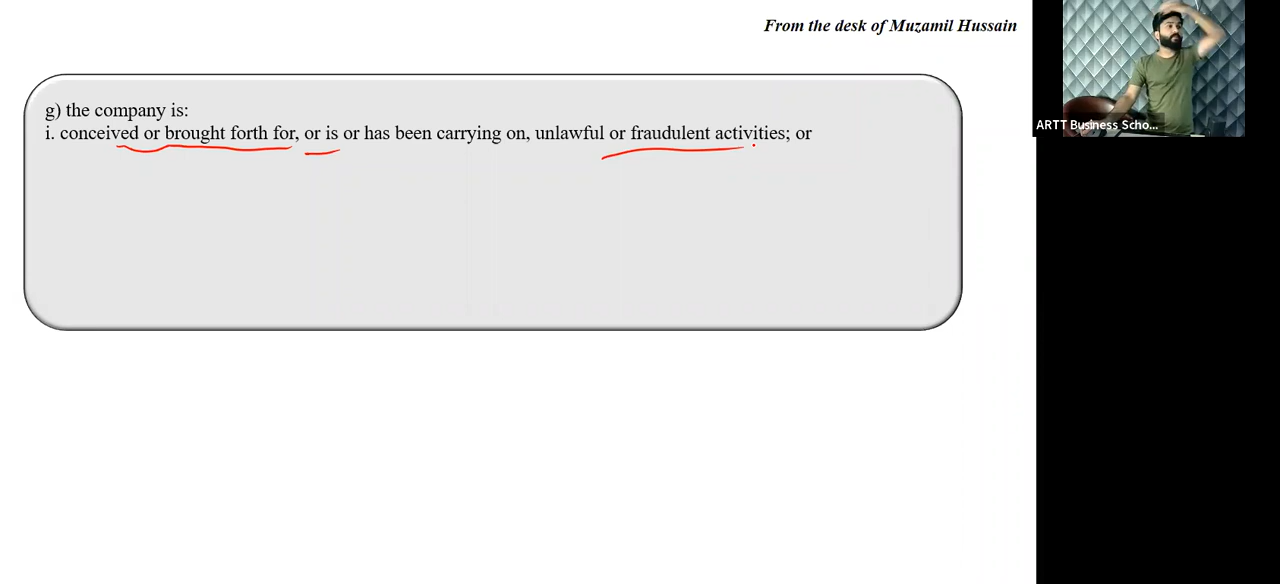 From the desk of Muzamil Hussain
g) the company is:
i. conceived or brought forth for, or is or has been carrying on, unlawful or fraudulent activities; or
ARTT Business Scho...